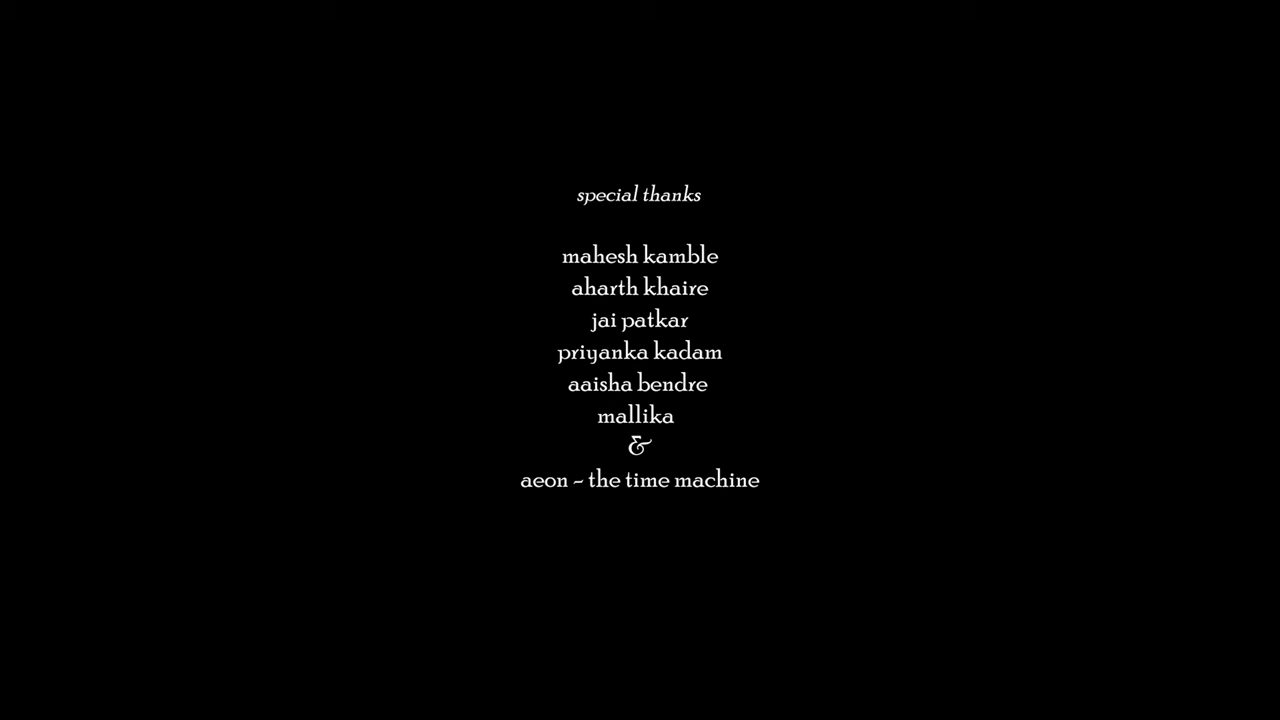 special thanks
mahesh kamble
aharth khaire
jai patkar
priyanka kadam
aaisha bendre
mallika
&
aeon - the time machine